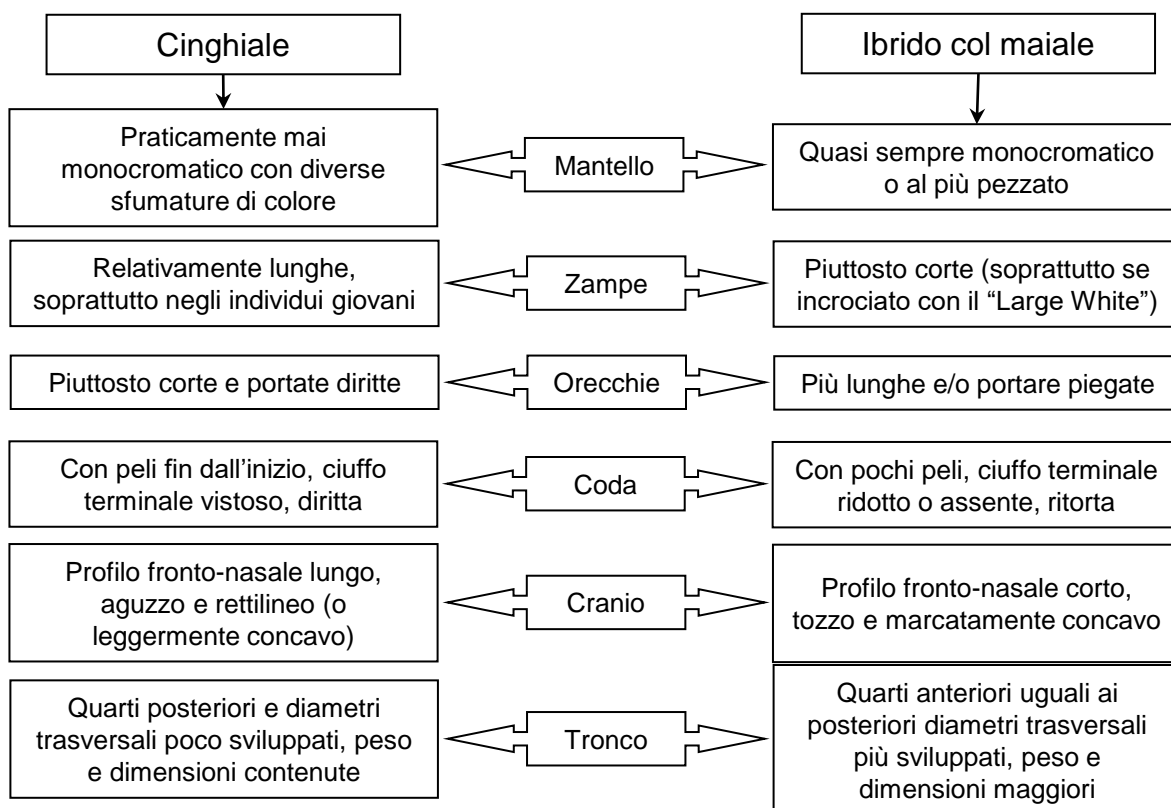 Cinghiale
Ibrido col maiale
Praticamente mai
monocromatico con diverse
sfumature di colore
Mantello
Quasi sempre monocromatico
o al più pezzato
Relativamente lunghe,
soprattutto negli individui giovani
Zampe
Piuttosto corte (soprattutto se
incrociato con il “Large White”)
Piuttosto corte e portate diritte
Orecchie
Più lunghe e/o portare piegate
Con peli fin dall’inizio, ciuffo
terminale vistoso, diritta
Coda
Con pochi peli, ciuffo terminale
ridotto o assente, ritorta
Profilo fronto-nasale lungo,
aguzzo e rettilineo (o
leggermente concavo)
Cranio
Profilo fronto-nasale corto,
tozzo e marcatamente concavo
Quarti posteriori e diametri
trasversali poco sviluppati, peso
e dimensioni contenute
Tronco
Quarti anteriori uguali ai
posteriori diametri trasversali
più sviluppati, peso e
dimensioni maggiori